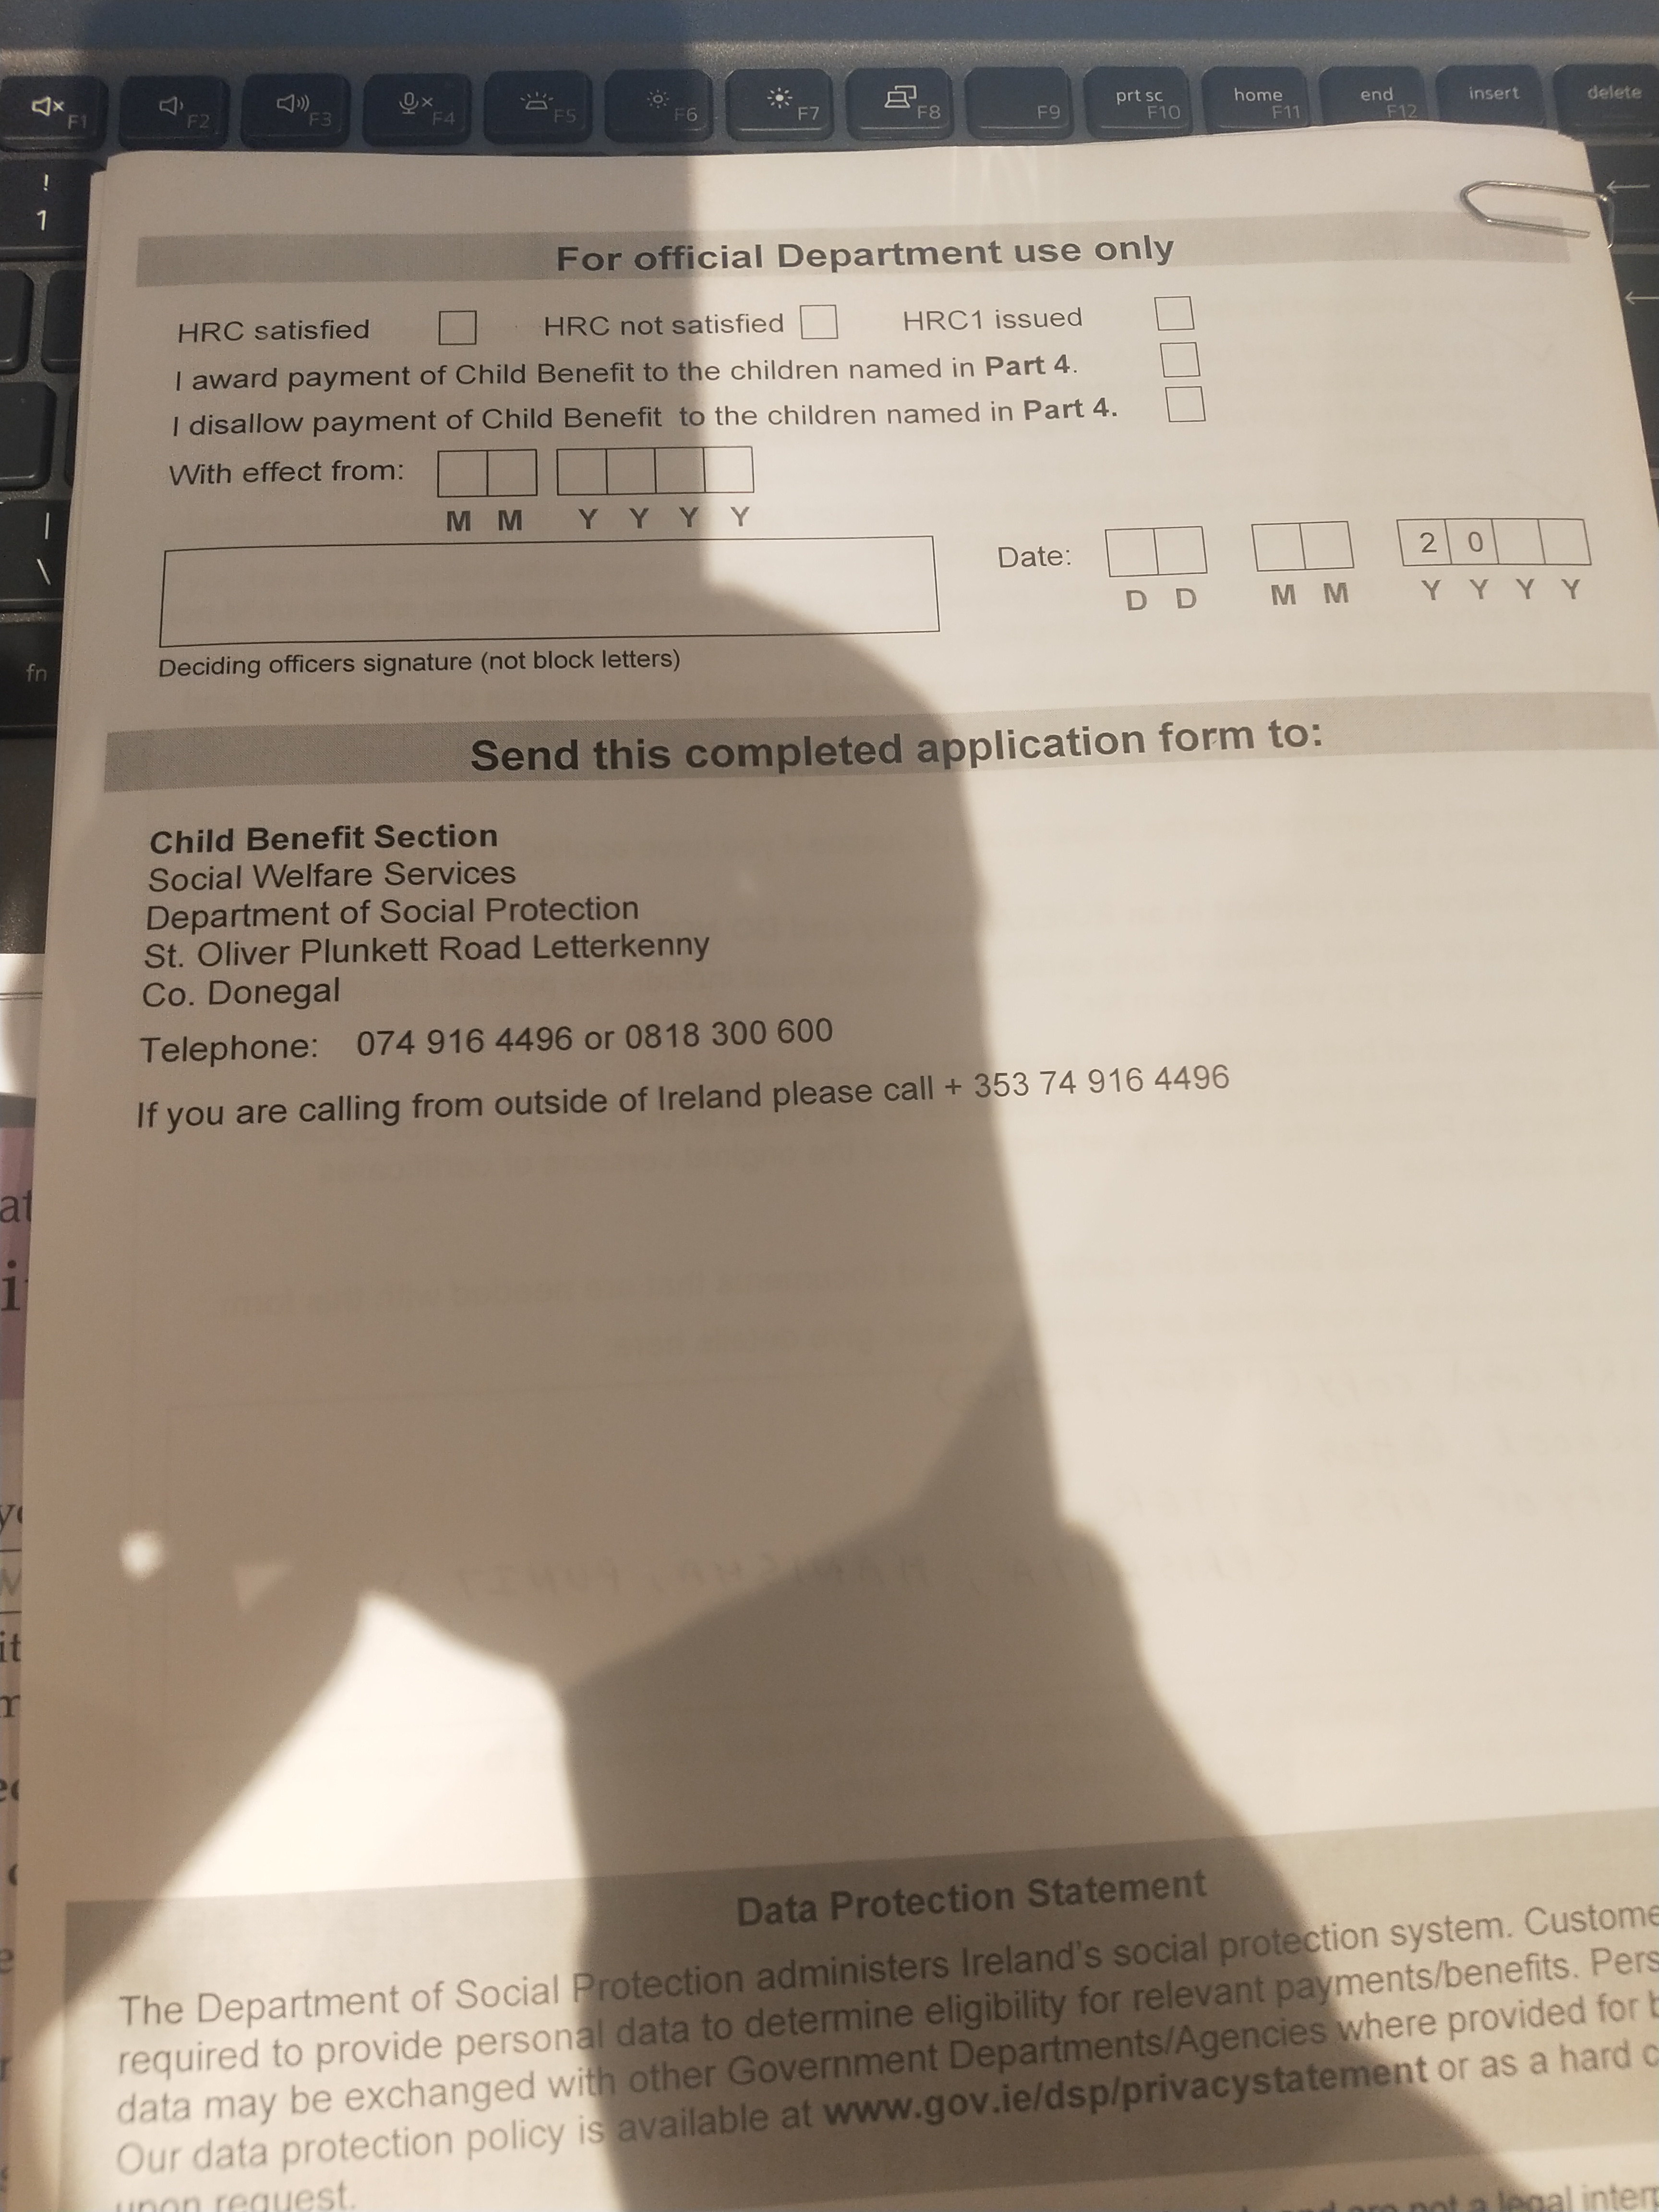 F1 F2 F3 F4 F5 F6 F7 F8 F9 prt sc F10 home F11 end F12 insert delete
!
1
|
\
fn
For official Department use only
HRC satisfied HRC not satisfied HRC1 issued
I award payment of Child Benefit to the children named in Part 4.
I disallow payment of Child Benefit to the children named in Part 4.
With effect from:
M M Y Y Y Y
Date: 2 0
D D M M Y Y Y Y
Deciding officers signature (not block letters)
Send this completed application form to:
Child Benefit Section
Social Welfare Services
Department of Social Protection
St. Oliver Plunkett Road Letterkenny
Co. Donegal
Telephone: 074 916 4496 or 0818 300 600
If you are calling from outside of Ireland please call + 353 74 916 4496
Data Protection Statement
The Department of Social Protection administers Ireland's social protection system. Custome
required to provide personal data to determine eligibility for relevant payments/benefits. Pers
data may be exchanged with other Government Departments/Agencies where provided for b
Our data protection policy is available at www.gov.ie/dsp/privacystatement or as a hard c
upon request.
not a legal interp